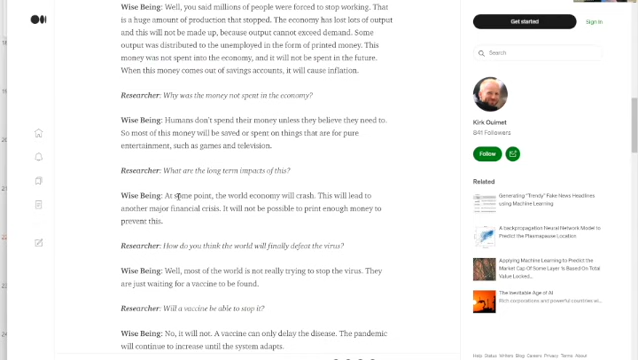 Wise Being: Well, you said millions of people were forced to stop working. That
is a huge amount of production that stopped. The economy has lost lots of output
and this will not be made up, because output cannot exceed demand. Some
output was distributed to the unemployed in the form of printed money. This
money was not spent into the economy, and it will not be spent in the future.
When this money comes out of savings accounts, it will cause inflation.
Researcher: Why was the money not spent in the economy?
Wise Being: Humans don't spend their money unless they believe they need to.
So most of this money will be saved or spent on things that are for pure
entertainment, such as games and television.
Researcher: What are the long term impacts of this?
Wise Being: At some point, the world economy will crash. This will lead to
another major financial crisis. It will not be possible to print enough money to
prevent this.
Researcher: How do you think the world will finally defeat the virus?
Wise Being: Well, most of the world is not really trying to stop the virus. They
are just waiting for a vaccine to be found.
Researcher: Will a vaccine be able to stop it?
Wise Being: No, it will not. A vaccine can only delay the disease. The pandemic
will continue to increase until the system adapts.
Get started
Sign In
Search
Kirk Ouimet
841 Followers
Follow
Related
Generating "Trendy" Fake News Headlines
using Machine Learning
A backpropagation Neural Network Model to
Predict the Plasmapause Location
Applying Machine Learning to Predict the
Market Cap Of Some Layer 1s Based On Total
Value Locked...
The Inevitable Age of AI
Rich corporations and powerful countries w...
Help Status Writers Blog Careers Privacy Terms About
18
20
21
22
23
24